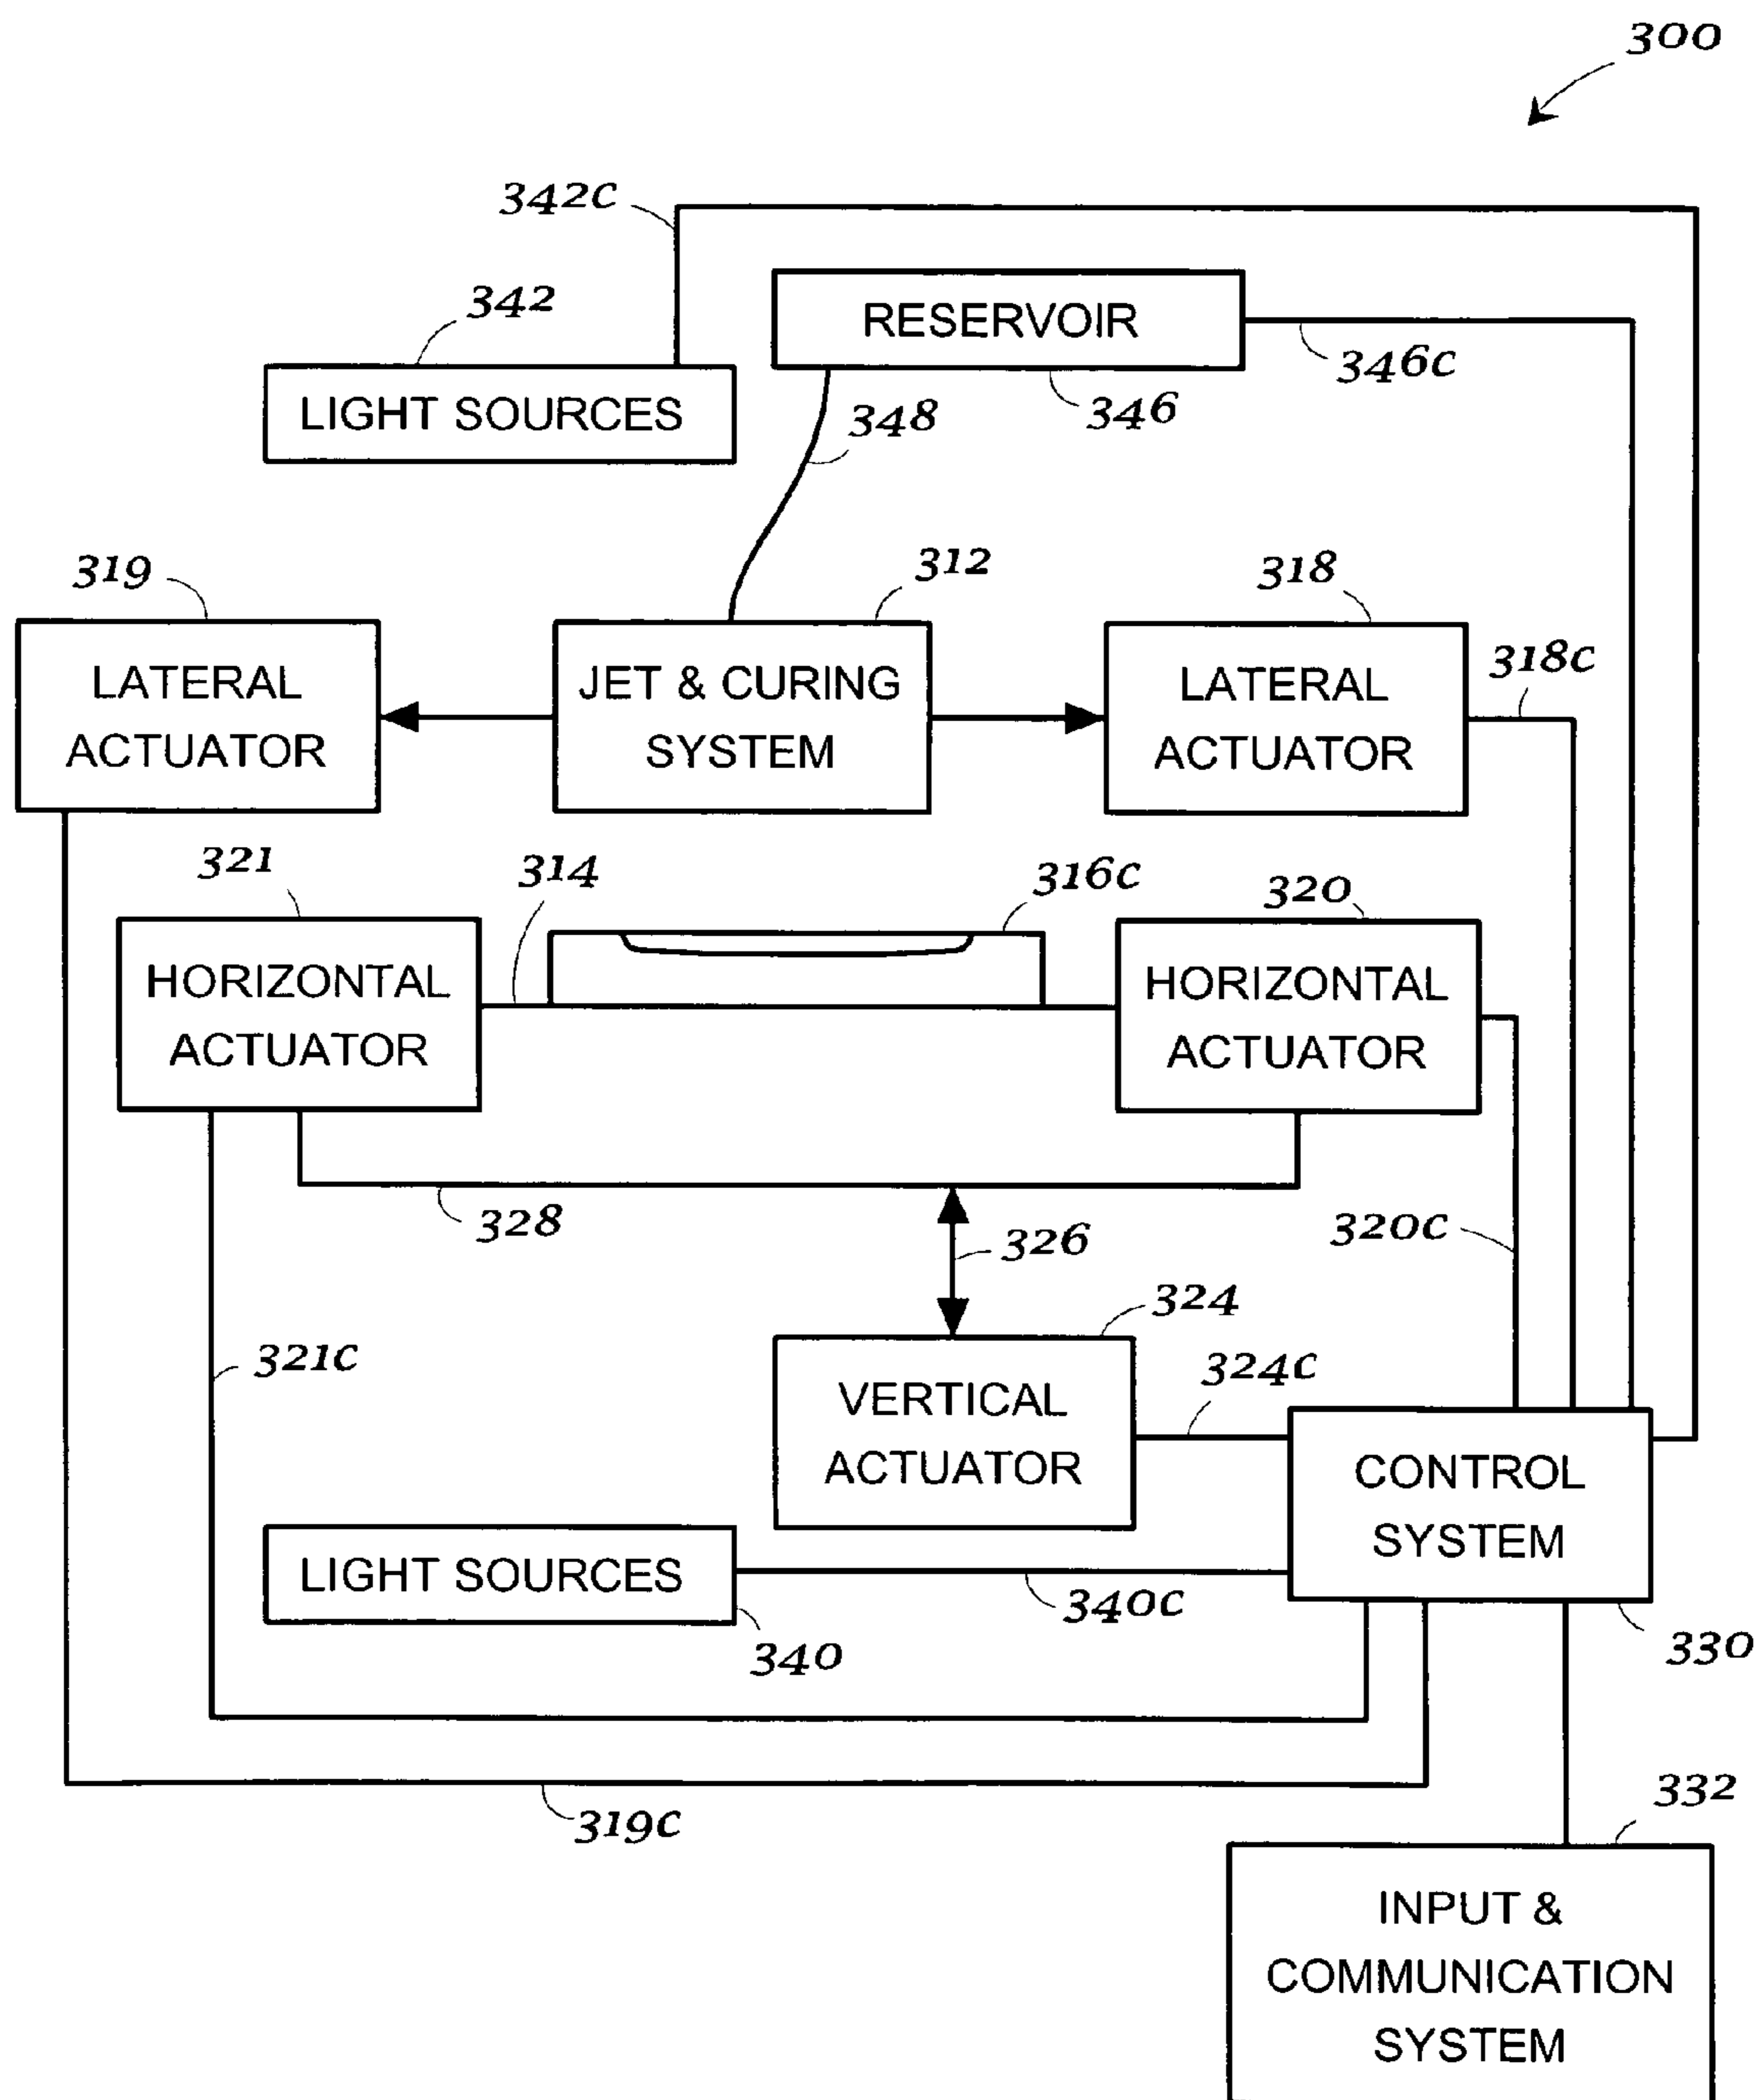 300
342C
342
RESERVOIR
346C
346
LIGHT SOURCES
348
319
312
318
318C
LATERAL
ACTUATOR
JET & CURING
SYSTEM
LATERAL
ACTUATOR
321
314
316C
320
HORIZONTAL
ACTUATOR
HORIZONTAL
ACTUATOR
328
326
320C
324
321C
324C
VERTICAL
ACTUATOR
CONTROL
SYSTEM
LIGHT SOURCES
340C
340
330
319C
332
INPUT &
COMMUNICATION
SYSTEM